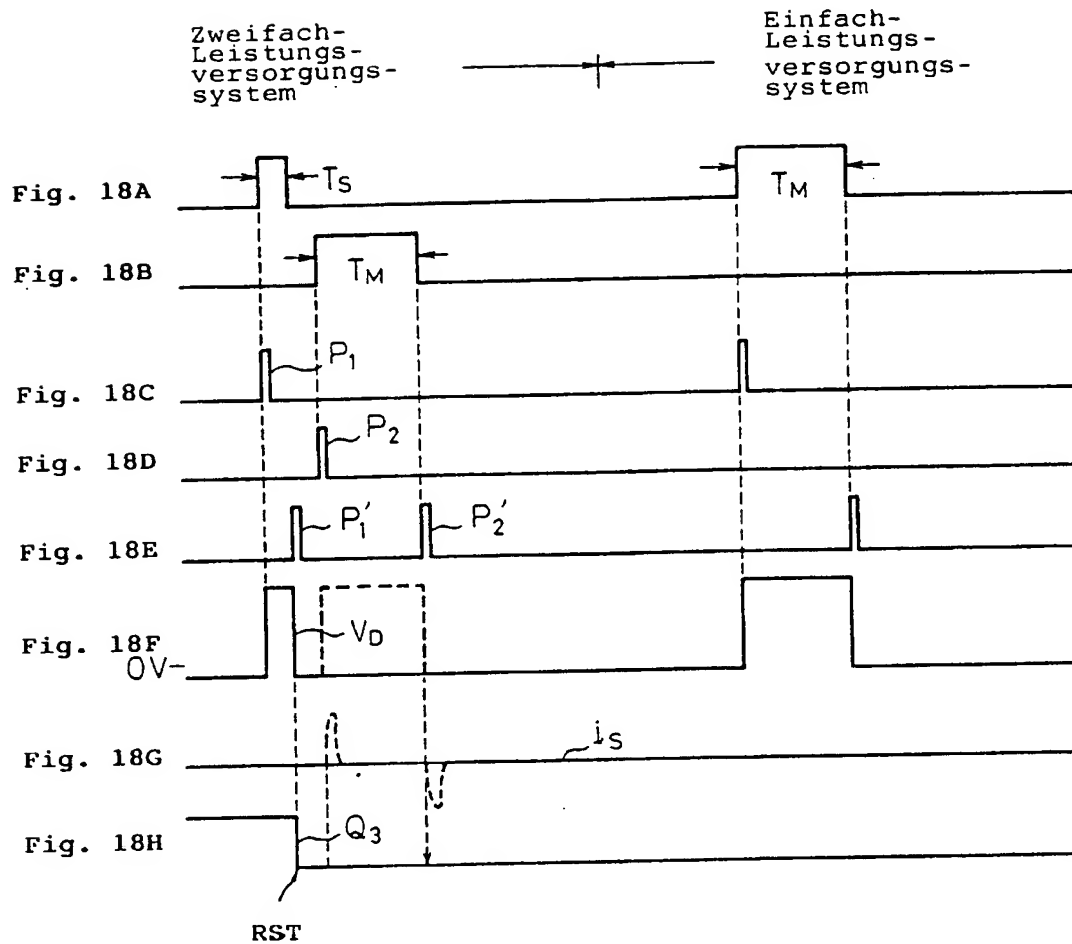 Zweifach-
Leistungs-
versorgungs-
system
Einfach-
Leistungs-
versorgungs-
system
Fig. 18A
TS
TM
Fig. 18B
TM
Fig. 18C
P1
Fig. 18D
P2
Fig. 18E
P1'
P2'
Fig. 18F
VD
0V
Fig. 18G
iS
Fig. 18H
Q3
RST